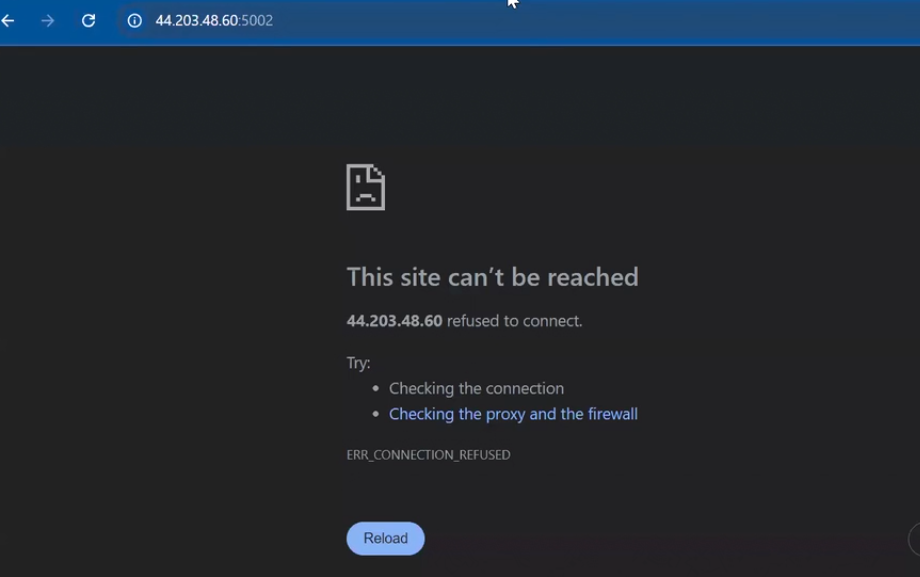 44.203.48.60:5002
This site can’t be reached
44.203.48.60 refused to connect.
Try:
• Checking the connection
• Checking the proxy and the firewall
ERR_CONNECTION_REFUSED
Reload